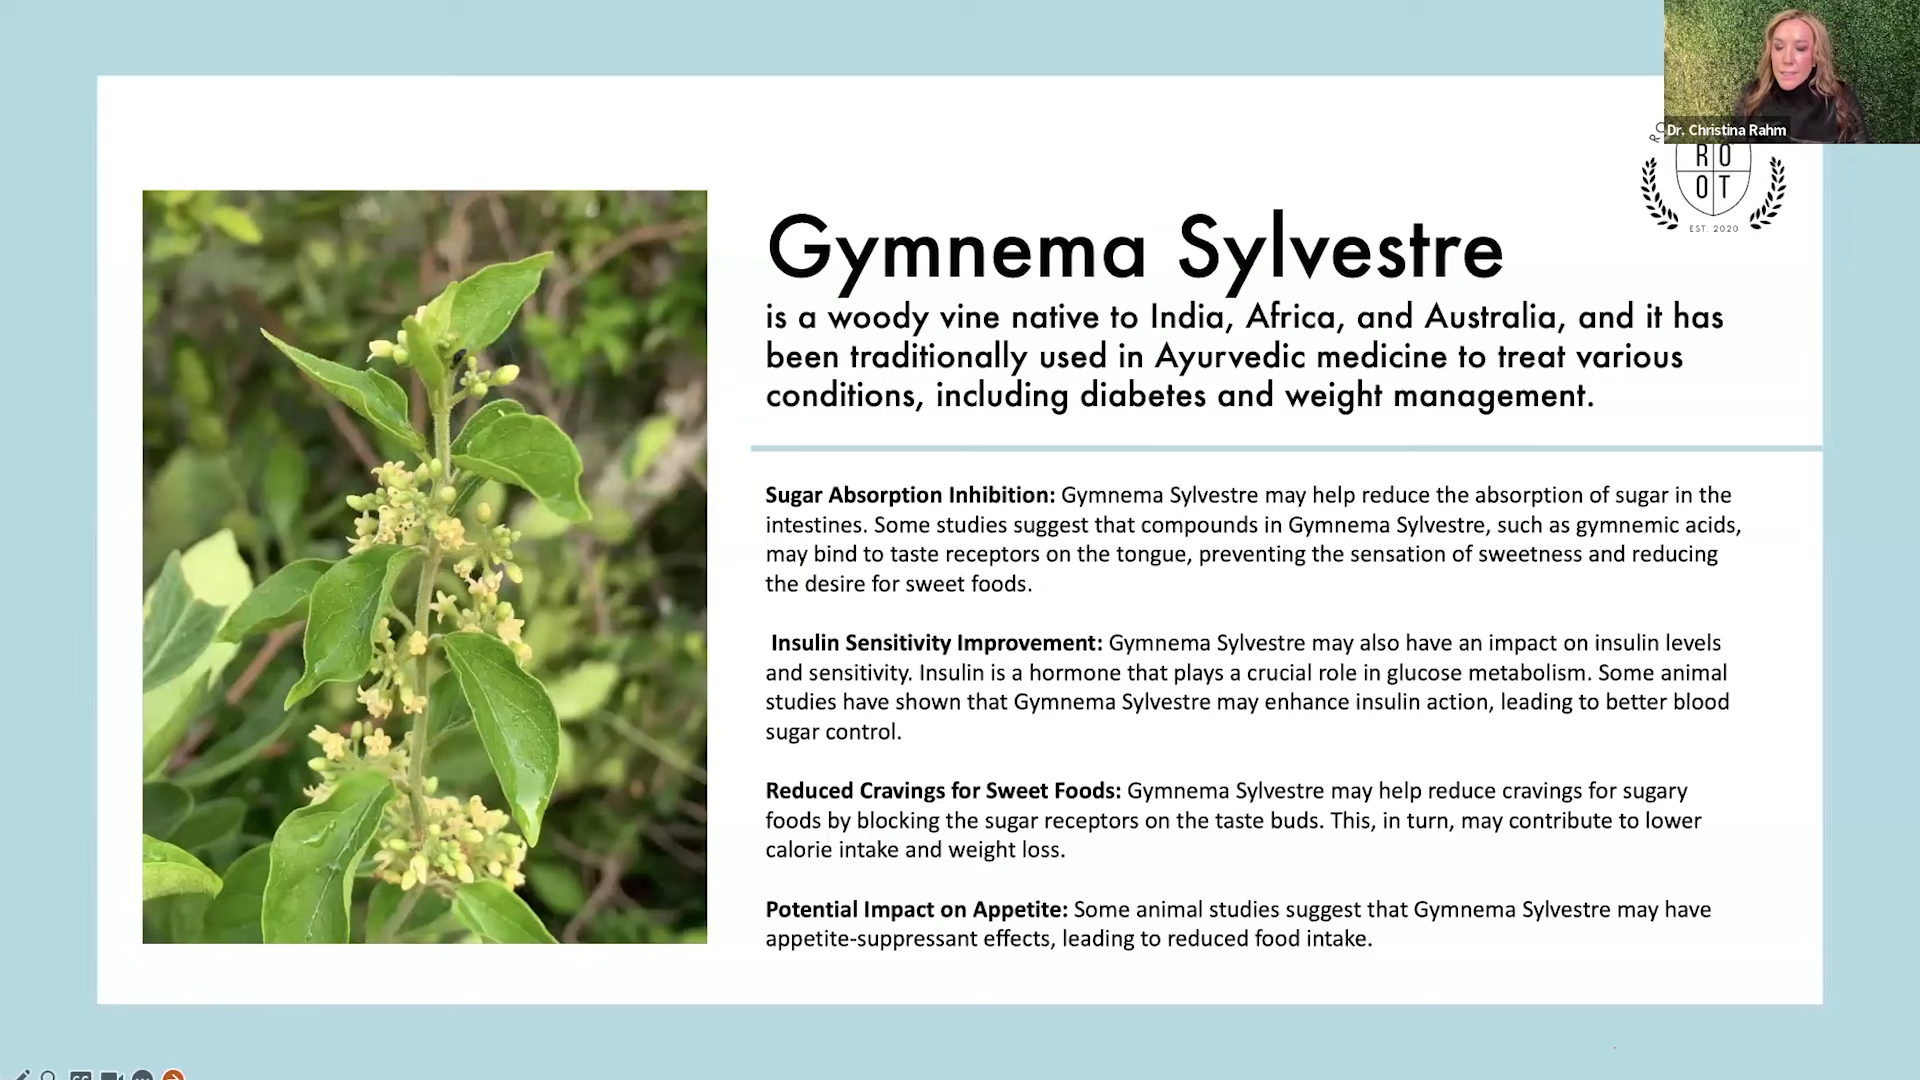 Dr. Christina Rahm
RO
OT
EST. 2020
Gymnema Sylvestre
is a woody vine native to India, Africa, and Australia, and it has
been traditionally used in Ayurvedic medicine to treat various
conditions, including diabetes and weight management.
Sugar Absorption Inhibition: Gymnema Sylvestre may help reduce the absorption of sugar in the
intestines. Some studies suggest that compounds in Gymnema Sylvestre, such as gymnemic acids,
may bind to taste receptors on the tongue, preventing the sensation of sweetness and reducing
the desire for sweet foods.
Insulin Sensitivity Improvement: Gymnema Sylvestre may also have an impact on insulin levels
and sensitivity. Insulin is a hormone that plays a crucial role in glucose metabolism. Some animal
studies have shown that Gymnema Sylvestre may enhance insulin action, leading to better blood
sugar control.
Reduced Cravings for Sweet Foods: Gymnema Sylvestre may help reduce cravings for sugary
foods by blocking the sugar receptors on the taste buds. This, in turn, may contribute to lower
calorie intake and weight loss.
Potential Impact on Appetite: Some animal studies suggest that Gymnema Sylvestre may have
appetite-suppressant effects, leading to reduced food intake.